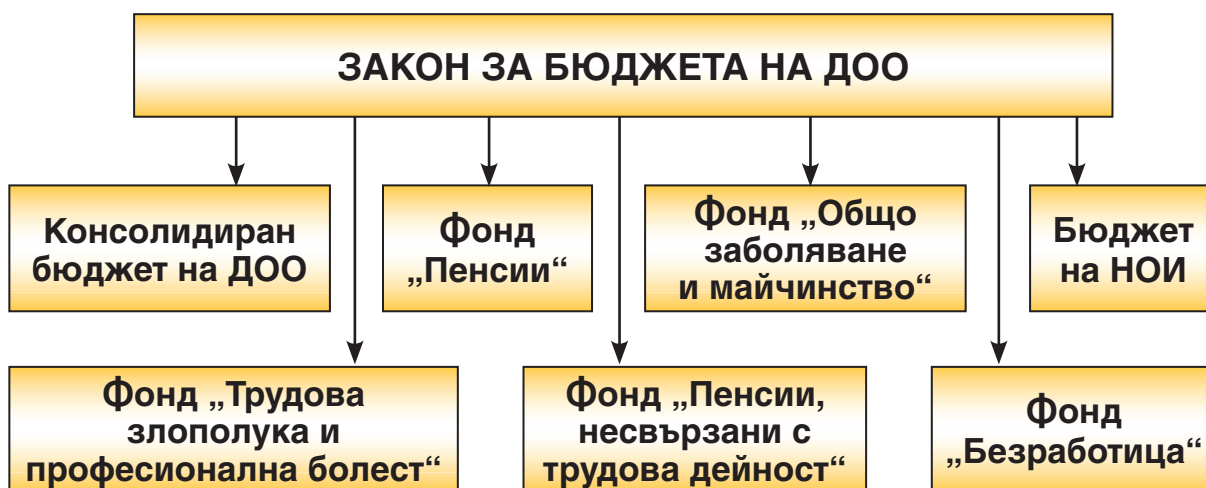 ЗАКОН ЗА БЮДЖЕТА НА ДОО
Консолидиран
бюджет на ДОО
Фонд
„Пенсии“
Фонд „Общо
заболяване
и майчинство“
Бюджет
на НОИ
Фонд „Трудова
злополука и
професионална болест“
Фонд „Пенсии,
несвързани с
трудова дейност“
Фонд
„Безработица“